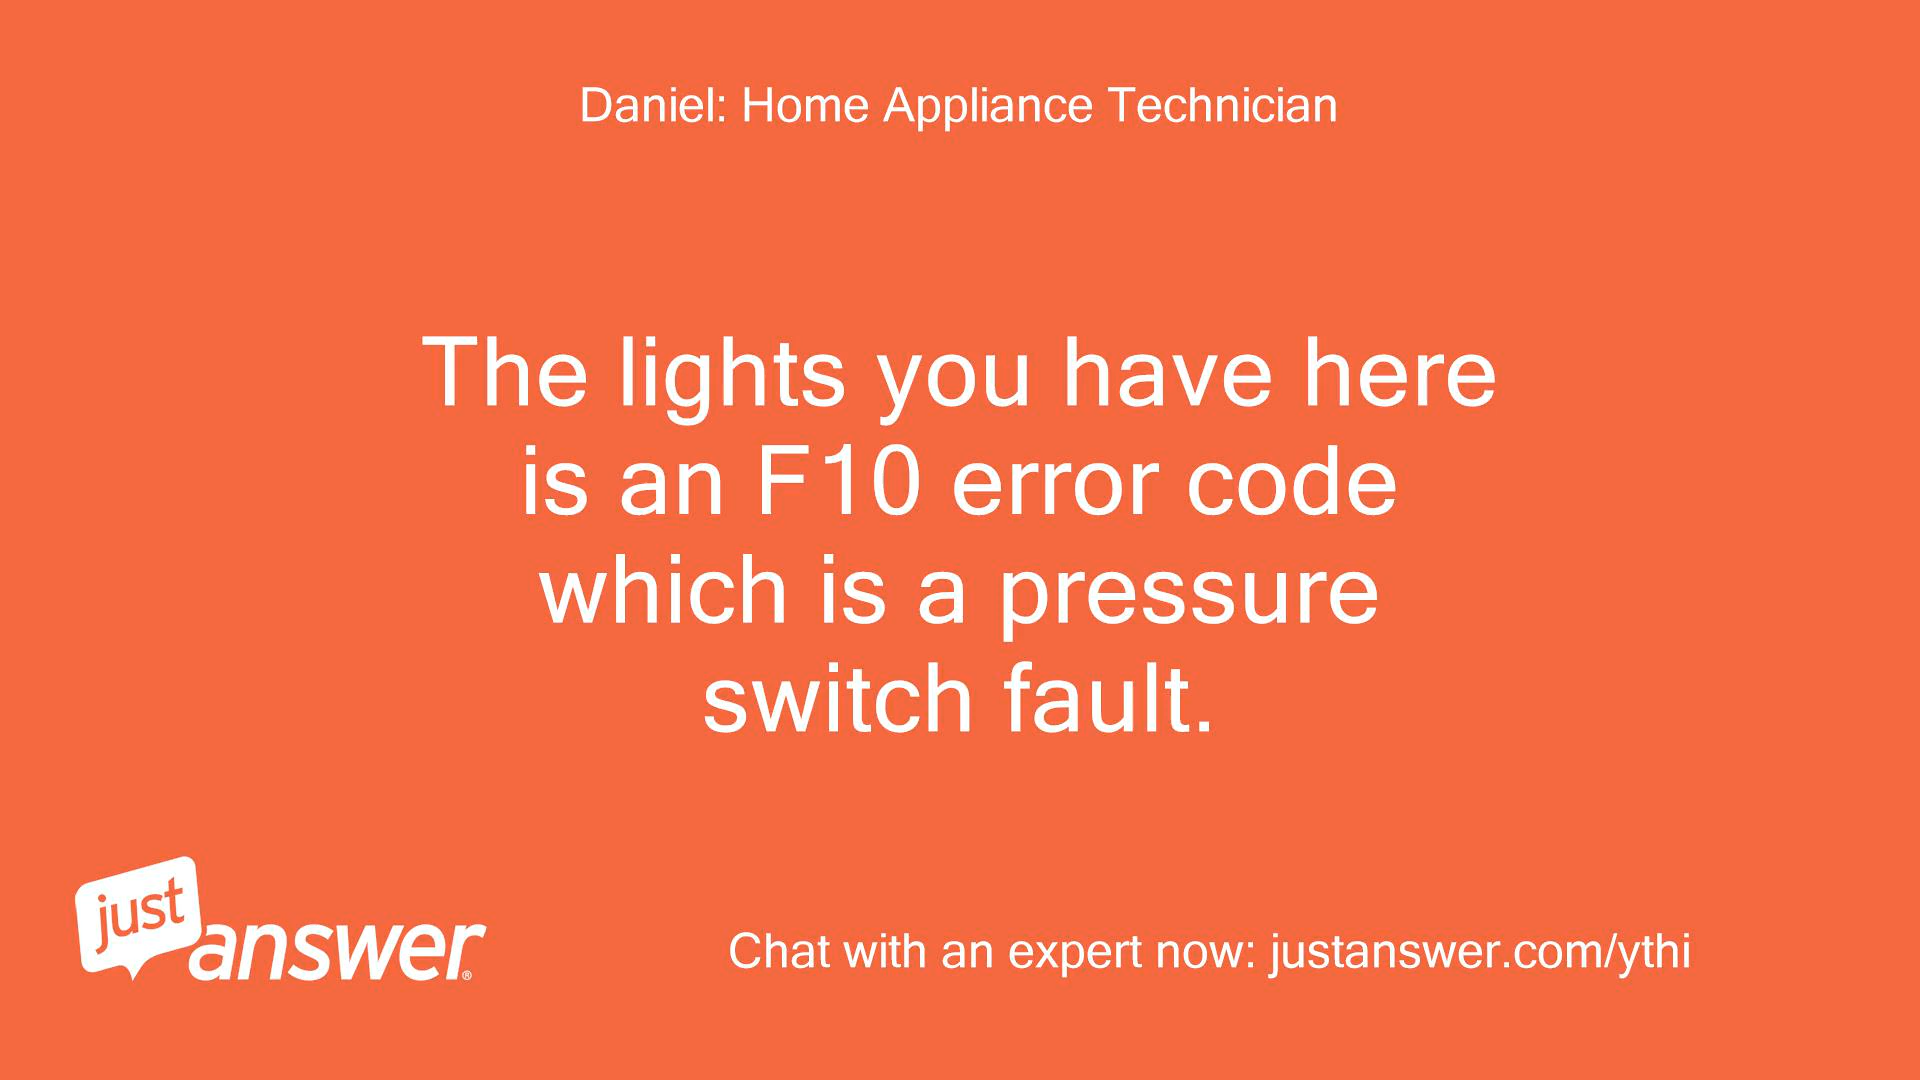 Daniel: Home Appliance Technician
The lights you have here
is an F10 error code
which is a pressure
switch fault.
just
answer®
Chat with an expert now: justanswer.com/ythi